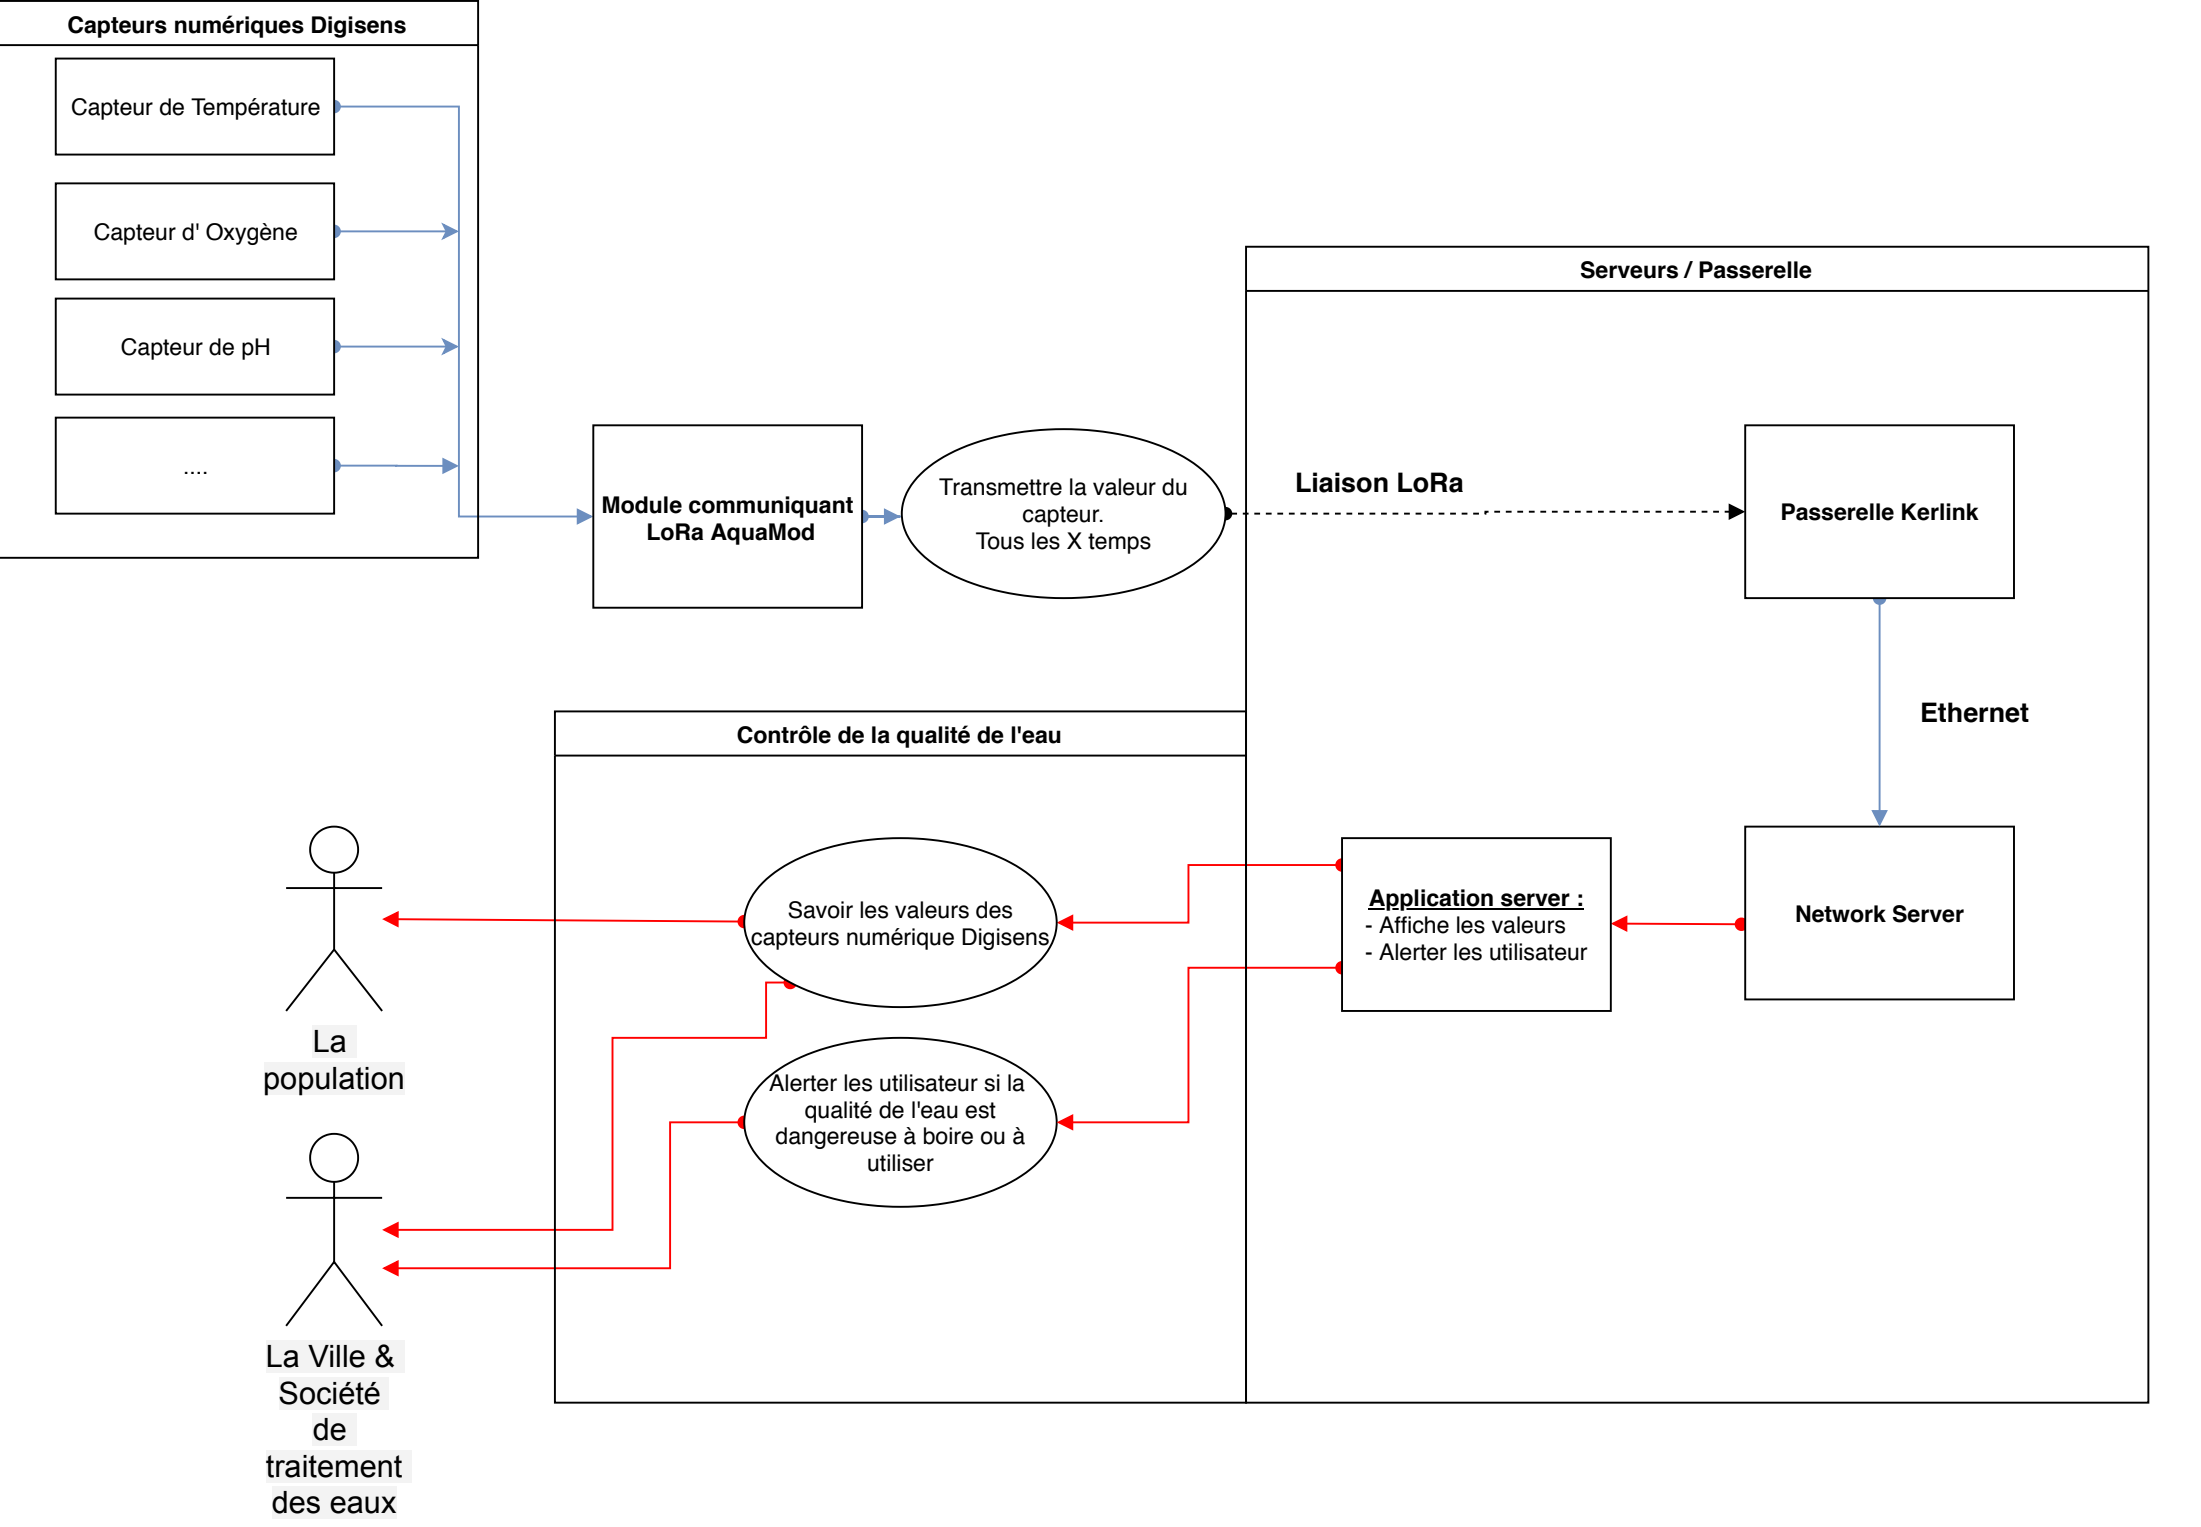 Capteurs numériques Digisens
Capteur de Température
Capteur d' Oxygène
Capteur de pH
....
Module communiquant
LoRa AquaMod
Transmettre la valeur du
capteur.
Tous les X temps
Serveurs / Passerelle
Liaison LoRa
Passerelle Kerlink
Ethernet
Network Server
Application server :
- Affiche les valeurs
- Alerter les utilisateur
Contrôle de la qualité de l'eau
Savoir les valeurs des
capteurs numérique Digisens
Alerter les utilisateur si la
qualité de l'eau est
dangereuse à boire ou à
utiliser
La
population
La Ville &
Société
de
traitement
des eaux